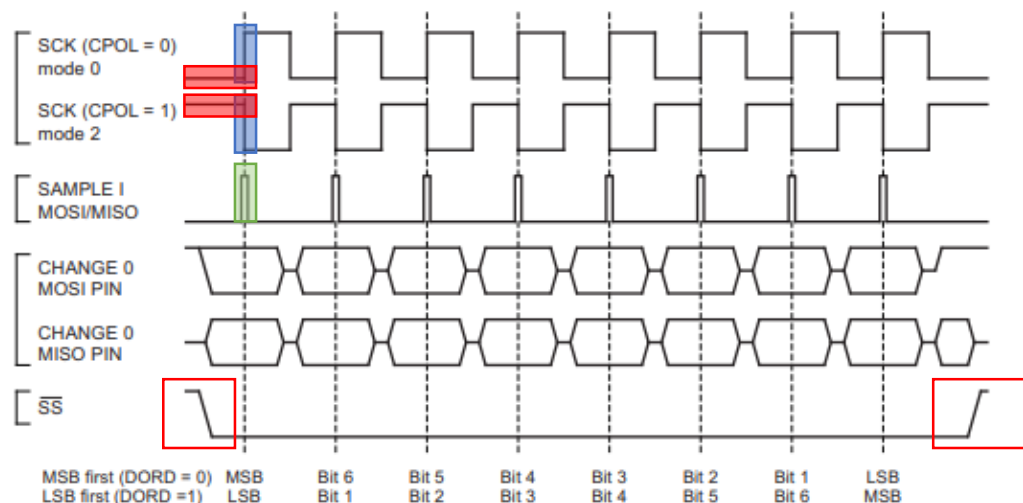 SCK (CPOL = 0)
mode 0
SCK (CPOL = 1)
mode 2
SAMPLE I
MOSI/MISO
CHANGE 0
MOSI PIN
CHANGE 0
MISO PIN
SS
MSB first (DORD = 0) MSB Bit 6 Bit 5 Bit 4 Bit 3 Bit 2 Bit 1 LSB
LSB first (DORD =1) LSB Bit 1 Bit 2 Bit 3 Bit 4 Bit 5 Bit 6 MSB